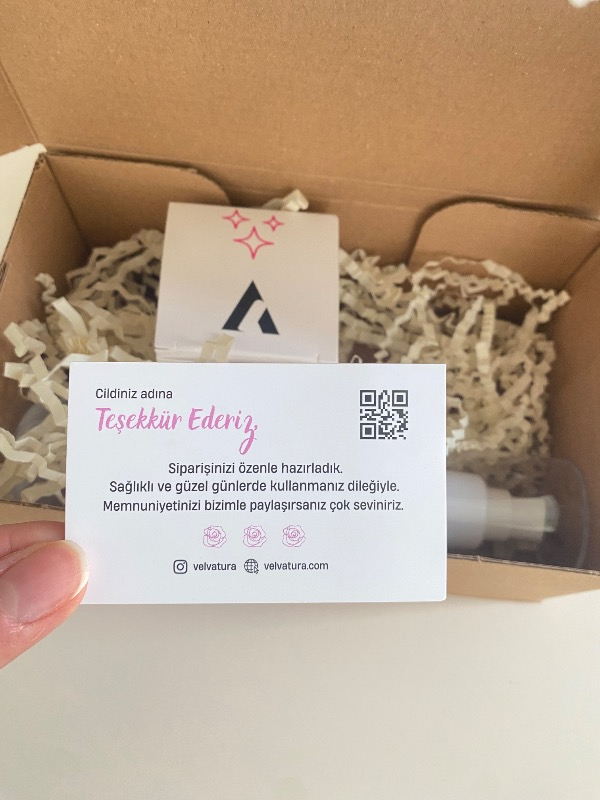 Cildiniz adına
Teşekkür Ederiz,
Siparişinizi özenle hazırladık.
Sağlıklı ve güzel günlerde kullanmanız dileğiyle.
Memnuniyetinizi bizimle paylaşırsanız çok seviniriz.
velvatura velvatura.com